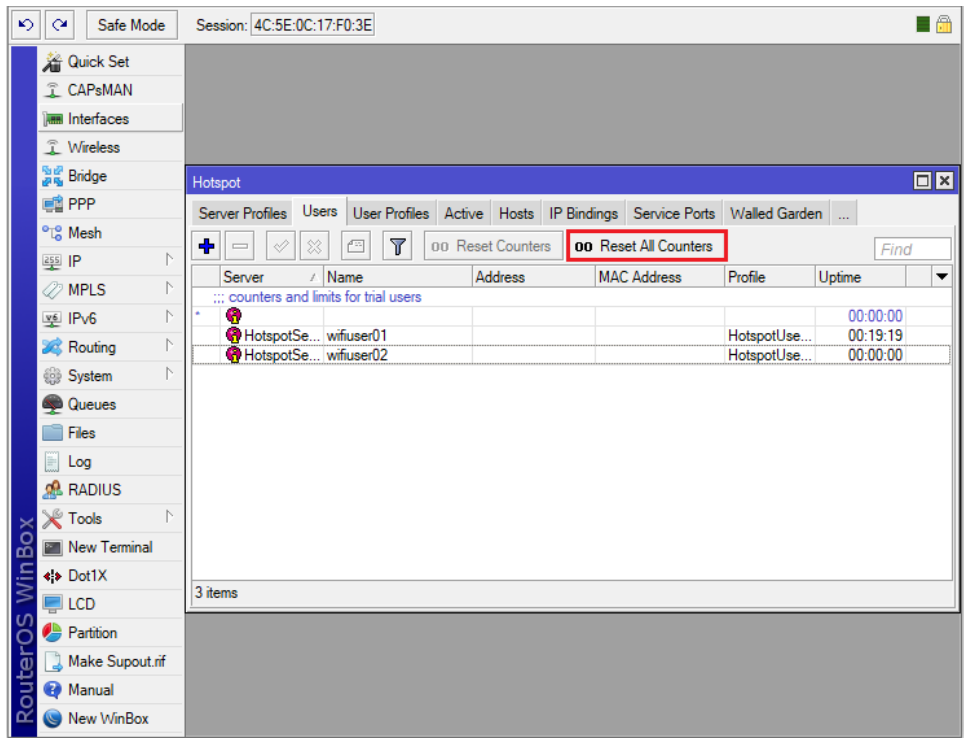 Safe Mode Session: 4C:5E:0C:17:F0:3E
Quick Set
CAPsMAN
Interfaces
Wireless
Bridge
PPP
Mesh
255 IP
MPLS
v6 IPv6
Routing
System
Queues
Files
Log
RADIUS
Tools
New Terminal
Dot1X
LCD
Partition
Make Supout.rif
Manual
New WinBox
RouterOS WinBox
Hotspot
Server Profiles Users User Profiles Active Hosts IP Bindings Service Ports Walled Garden ...
00 Reset Counters 00 Reset All Counters Find
Server Name Address MAC Address Profile Uptime
;;; counters and limits for trial users
* 00:00:00
HotspotSe... wifiuser01 HotspotUse... 00:19:19
HotspotSe... wifiuser02 HotspotUse... 00:00:00
3 items